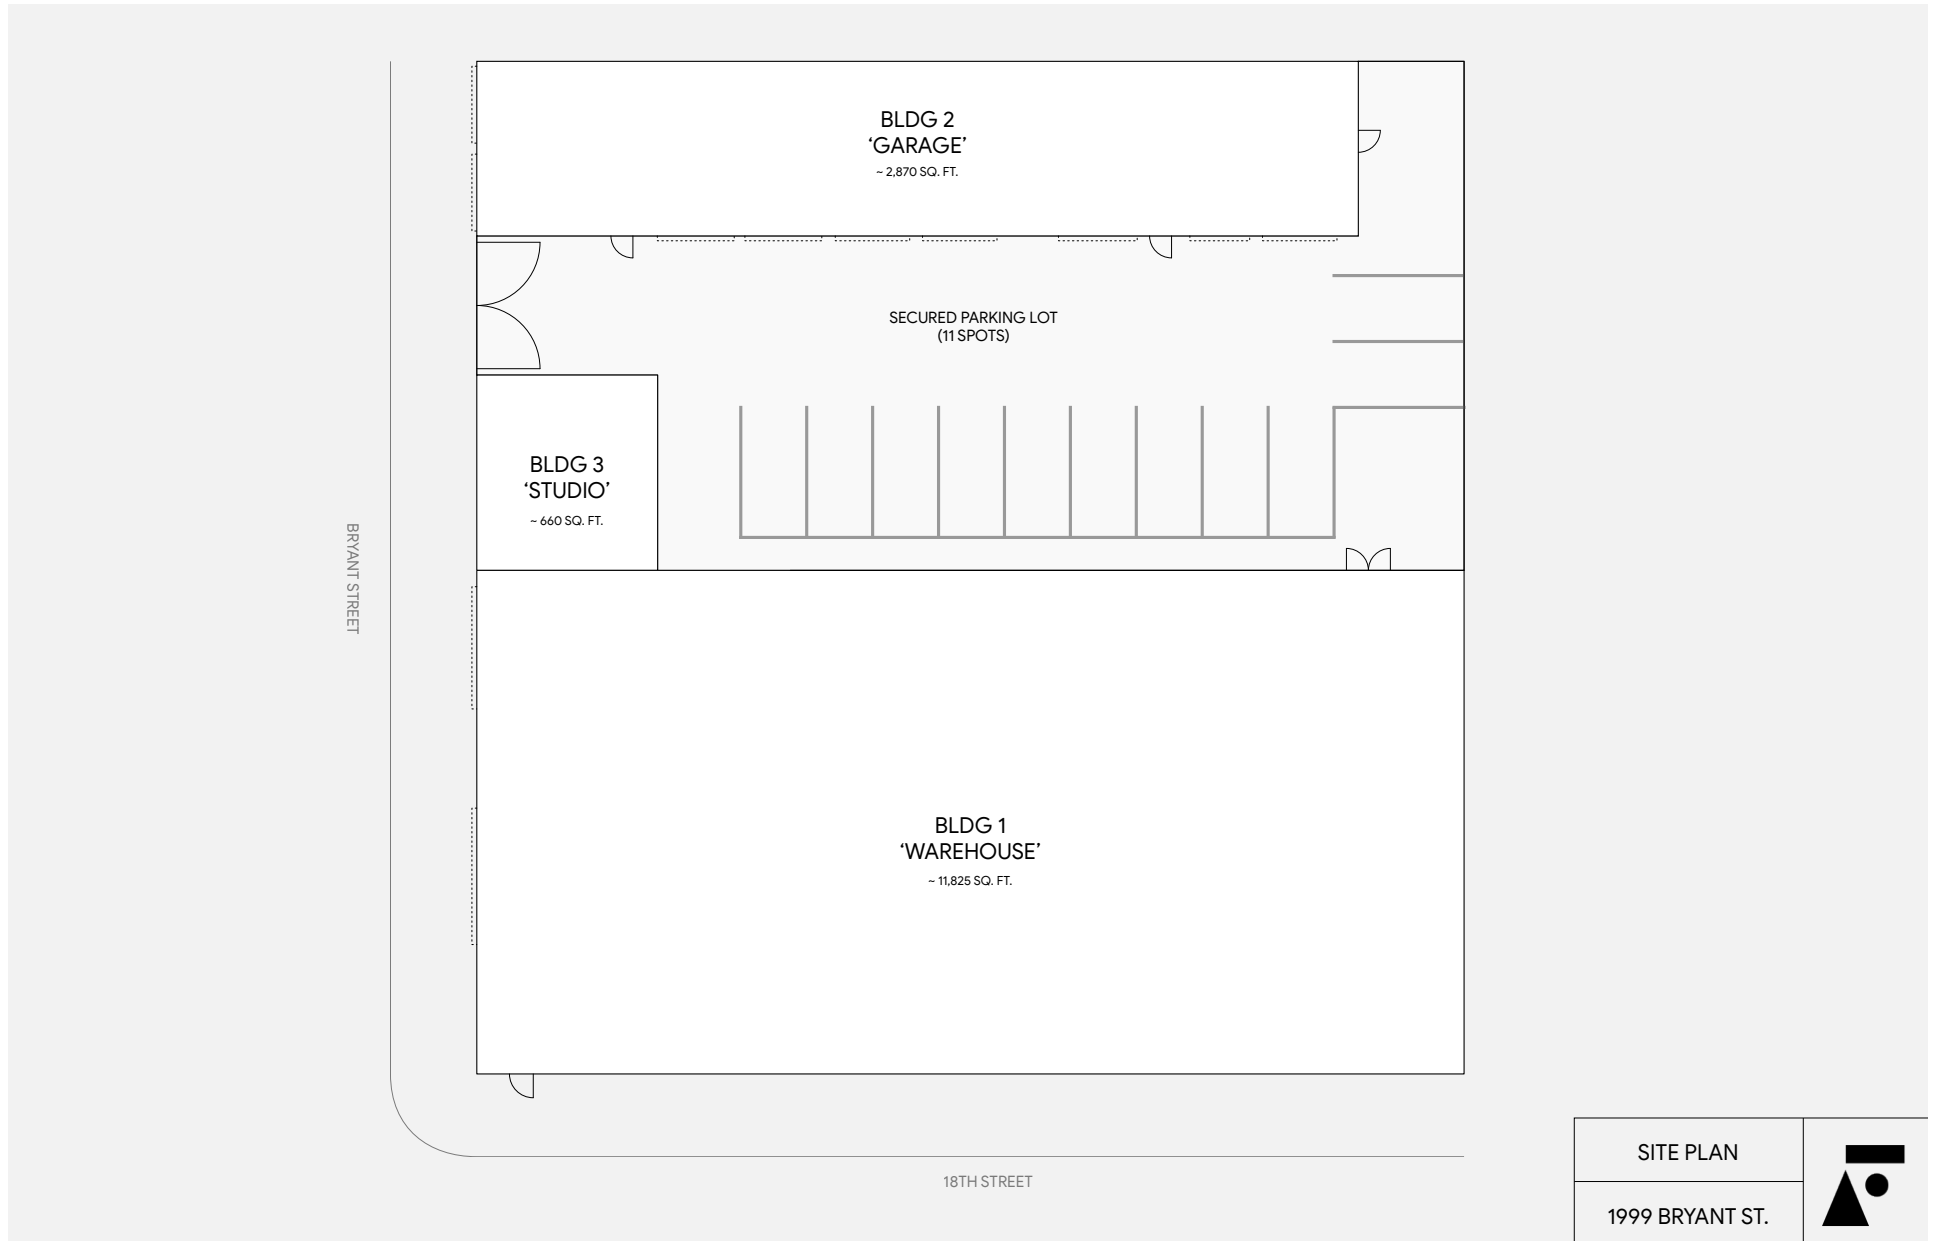 BLDG 2
‘GARAGE’
~ 2,870 SQ. FT.
SECURED PARKING LOT
(11 SPOTS)
BLDG 3
‘STUDIO’
~ 660 SQ. FT.
BRYANT STREET
BLDG 1
‘WAREHOUSE’
~ 11,825 SQ. FT.
18TH STREET
SITE PLAN
1999 BRYANT ST.